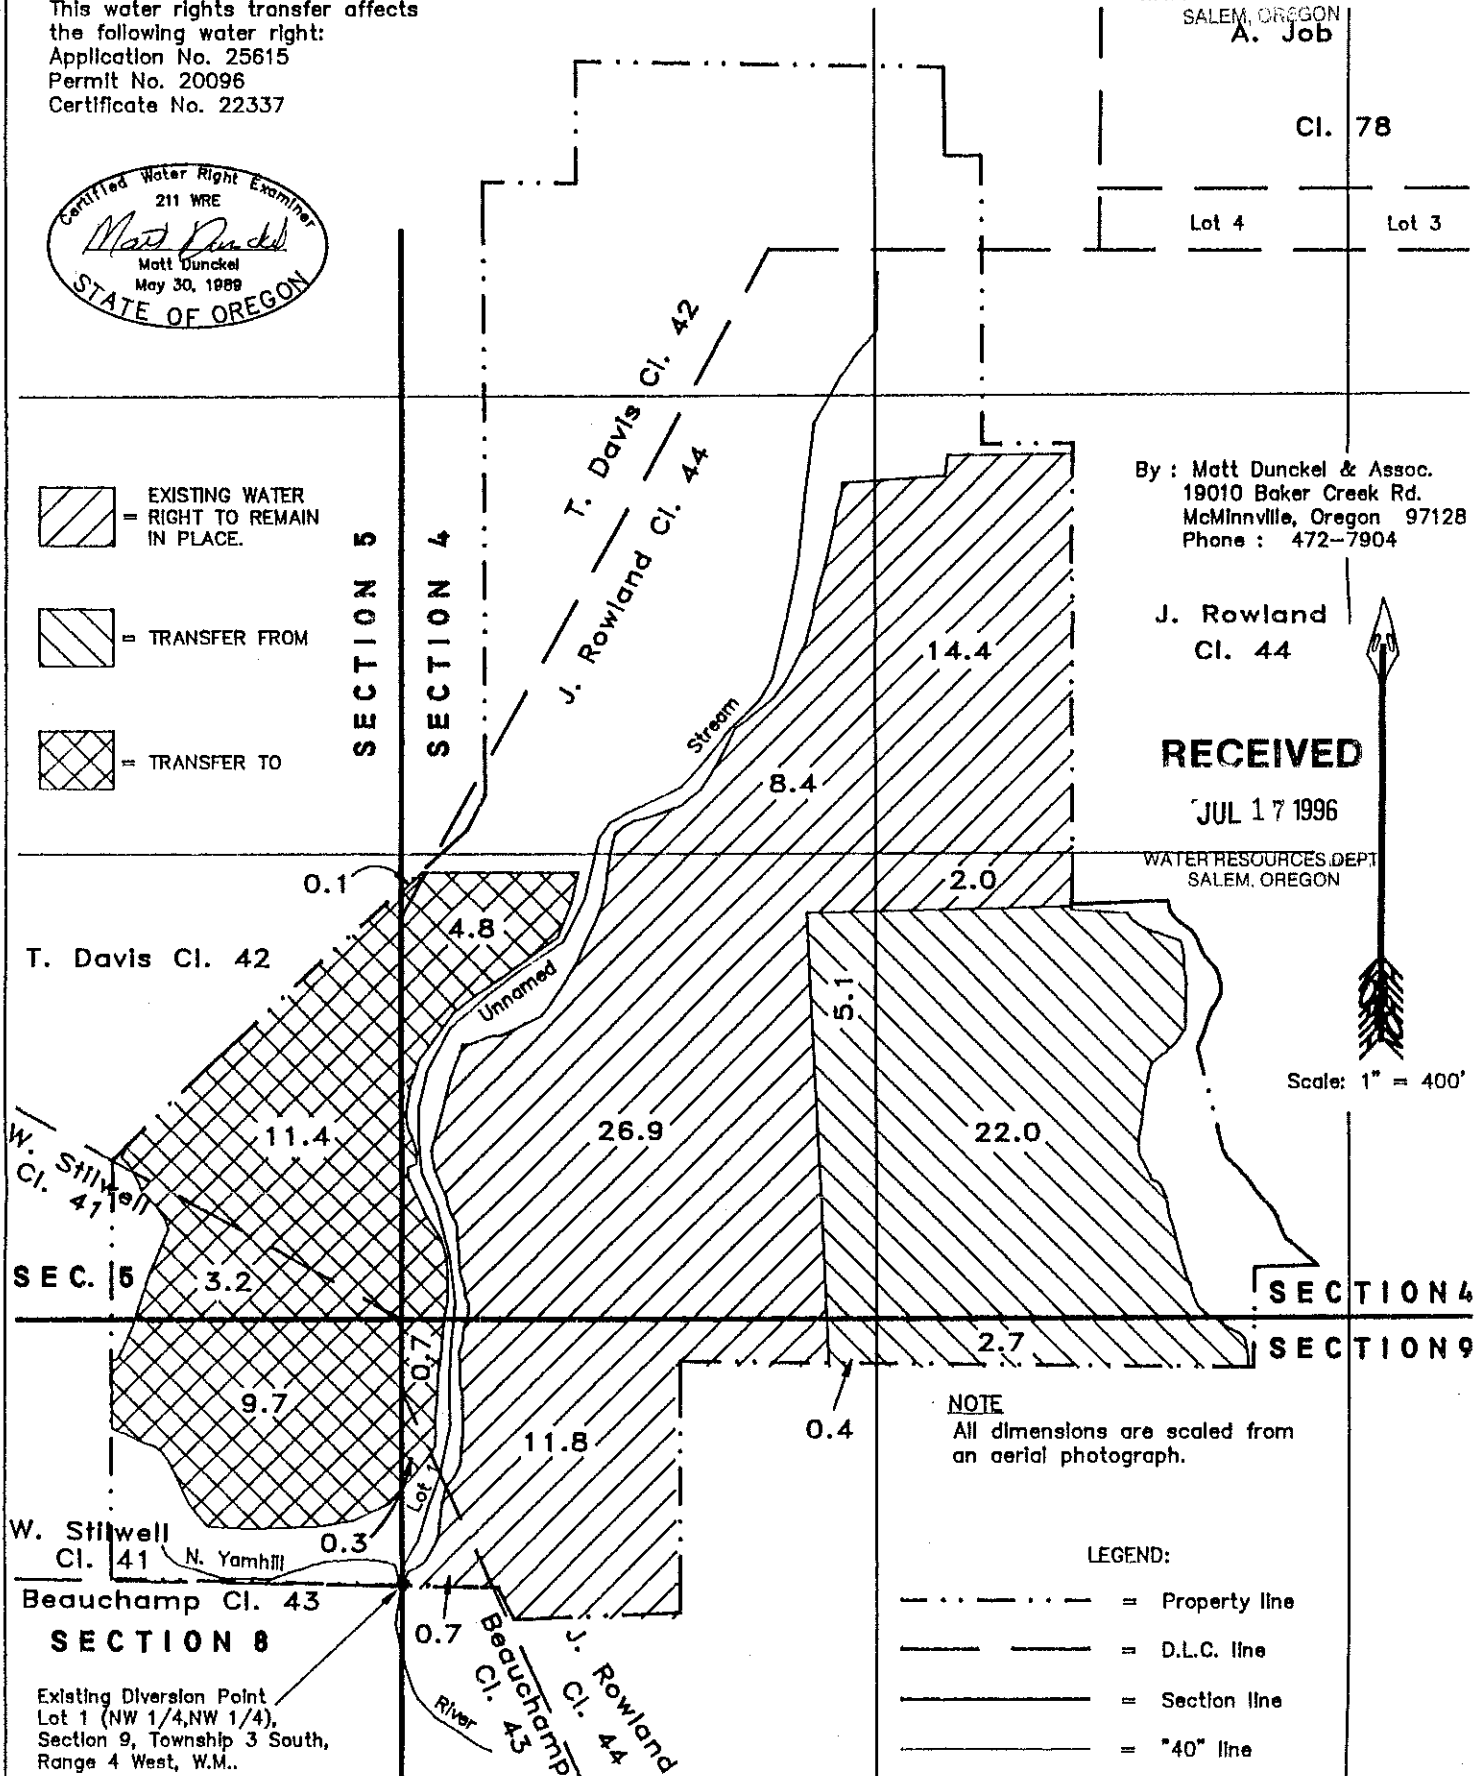 This water rights transfer affects
the following water right:
Application No. 25615
Permit No. 20096
Certificate No. 22337
SALEM, OREGON
A. Job
Cl. 78
Lot 4
Lot 3
Certified Water Right Examiner
211 WRE
Matt Dunckel
Matt Dunckel
May 30, 1989
STATE OF OREGON
T. Davis Cl. 42
J. Rowland Cl. 44
EXISTING WATER
= RIGHT TO REMAIN
IN PLACE.
= TRANSFER FROM
= TRANSFER TO
SECTION 5
SECTION 4
By : Matt Dunckel & Assoc.
19010 Baker Creek Rd.
McMinnville, Oregon 97128
Phone : 472-7904
J. Rowland
Cl. 44
RECEIVED
JUL 17 1996
WATER RESOURCES DEPT
SALEM, OREGON
14.4
Stream
8.4
2.0
0.1
4.8
T. Davis Cl. 42
Unnamed
5.1
Scale: 1" = 400'
11.4
26.9
22.0
W. Stilwell
Cl. 41
SEC. 5
3.2
SECTION 4
SECTION 9
0.7
2.7
9.7
11.8
0.4
NOTE
All dimensions are scaled from
an aerial photograph.
Lot 1
W. Stilwell
Cl. 41
N. Yamhill
0.3
Beauchamp Cl. 43
SECTION 8
0.7
Beauchamp
Cl. 43
J. Rowland
Cl. 44
River
Existing Diversion Point
Lot 1 (NW 1/4,NW 1/4),
Section 9, Township 3 South,
Range 4 West, W.M..
LEGEND:
= Property line
= D.L.C. line
= Section line
= "40" line